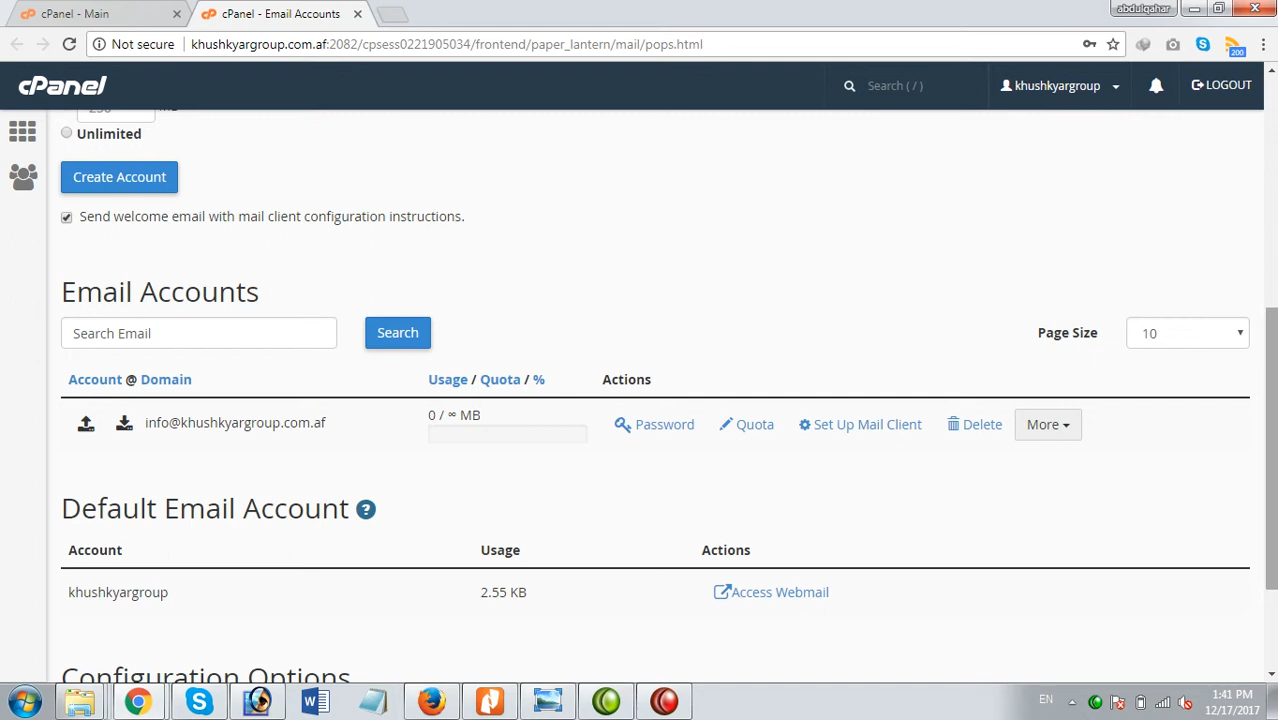 abdulqahar
cPanel - Main
cPanel - Email Accounts
Not secure khushkyargroup.com.af:2082/cpsess0221905034/frontend/paper_lantern/mail/pops.html
200
cPanel
Search ( / )
khushkyargroup
LOGOUT
Unlimited
Create Account
Send welcome email with mail client configuration instructions.
Email Accounts
Search Email
Search
Page Size
10
Account @ Domain
Usage / Quota / %
Actions
info@khushkyargroup.com.af
0 / ∞ MB
Password
Quota
Set Up Mail Client
Delete
More
Default Email Account ?
Account
Usage
Actions
khushkyargroup
2.55 KB
Access Webmail
Configuration Options
EN
1:41 PM
12/17/2017